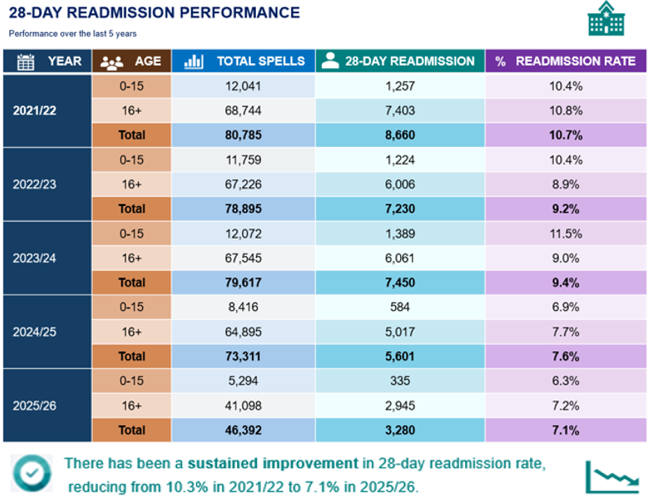 28-DAY READMISSION PERFORMANCE
Performance over the last 5 years
YEAR AGE TOTAL SPELLS 28-DAY READMISSION % READMISSION RATE
2021/22 0-15 12,041 1,257 10.4%
16+ 68,744 7,403 10.8%
Total 80,785 8,660 10.7%
2022/23 0-15 11,759 1,224 10.4%
16+ 67,226 6,006 8.9%
Total 78,895 7,230 9.2%
2023/24 0-15 12,072 1,389 11.5%
16+ 67,545 6,061 9.0%
Total 79,617 7,450 9.4%
2024/25 0-15 8,416 584 6.9%
16+ 64,895 5,017 7.7%
Total 73,311 5,601 7.6%
2025/26 0-15 5,294 335 6.3%
16+ 41,098 2,945 7.2%
Total 46,392 3,280 7.1%
There has been a sustained improvement in 28-day readmission rate,
reducing from 10.3% in 2021/22 to 7.1% in 2025/26.